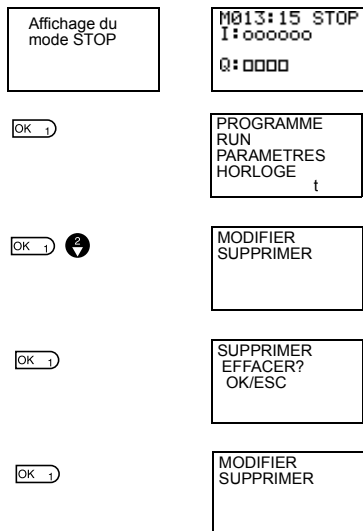 Affichage du
mode STOP
M013:15 STOP
I:oooooo
Q:□□□□
OK 1
PROGRAMME
RUN
PARAMETRES
HORLOGE
t
OK 1 2
MODIFIER
SUPPRIMER
OK 1
SUPPRIMER
EFFACER?
OK/ESC
OK 1
MODIFIER
SUPPRIMER